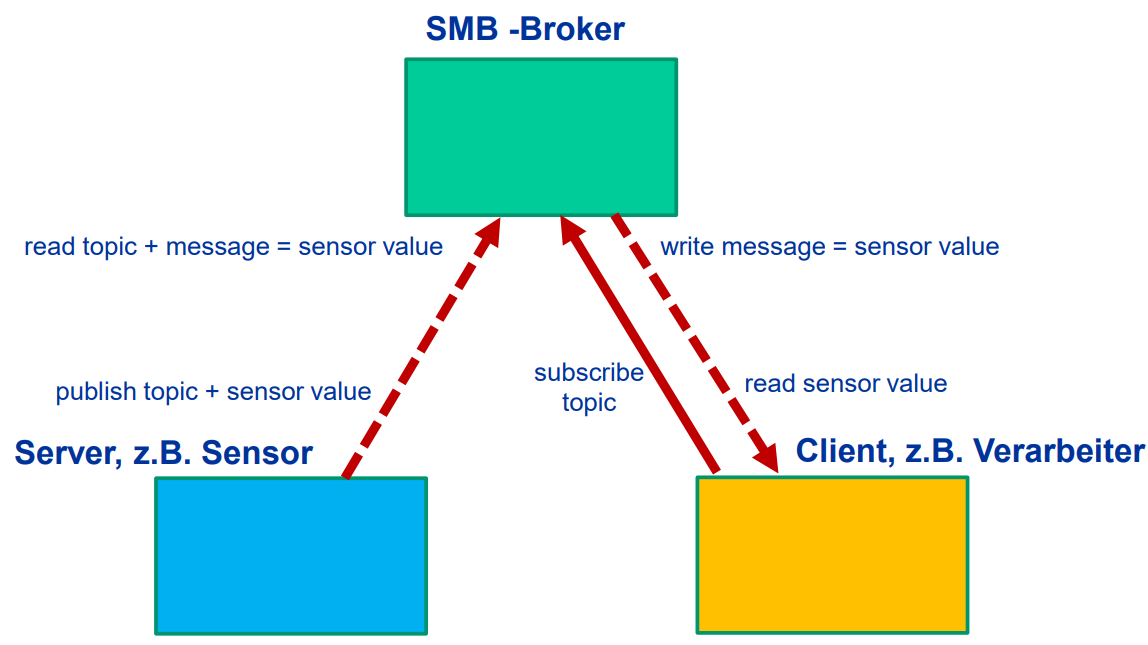 SMB -Broker
read topic + message = sensor value
write message = sensor value
publish topic + sensor value
subscribe
topic
read sensor value
Server, z.B. Sensor
Client, z.B. Verarbeiter